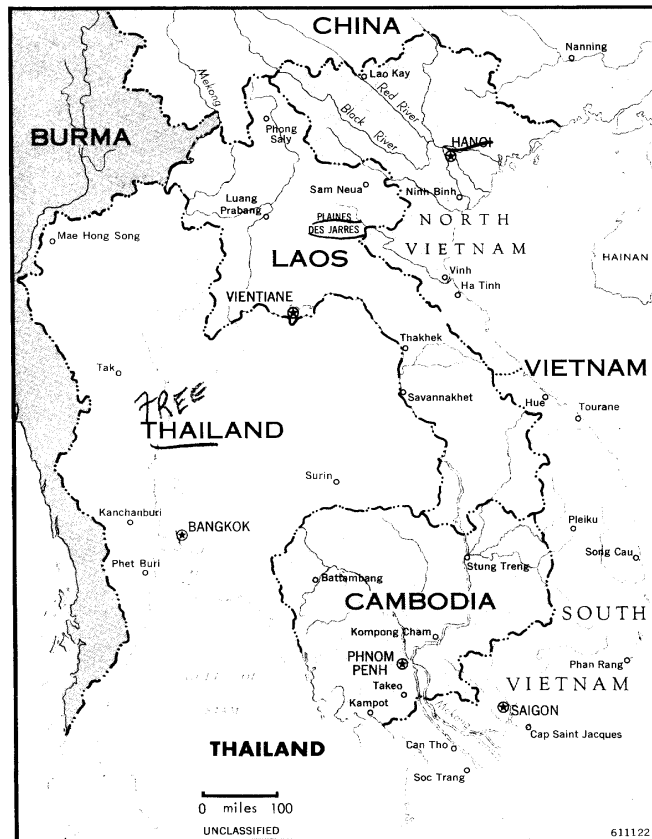 CHINA
Nanning
Lao Kay
Mekong
Red River
Black River
BURMA
Phong
Saly
HANOI
Sam Neua
Ninh Binh
Luang
Prabang
PLAINES
DES JARRES
NORTH
VIETNAM
Mae Hong Song
HAINAN
LAOS
Vinh
Ha Tinh
VIENTIANE
Thakhek
VIETNAM
Tak
FREE
Savannakhet
Hue
Tourane
THAILAND
Surin
Kanchanburi
BANGKOK
Pleiku
Phet Buri
Stung Treng
Song Cau
Battambang
CAMBODIA
SOUTH
Kompong Cham
PHNOM
PENH
Phan Rang
VIETNAM
Takeo
Kampot
SAIGON
Cap Saint Jacques
THAILAND
Can Tho
Soc Trang
0 miles 100
UNCLASSIFIED
611122